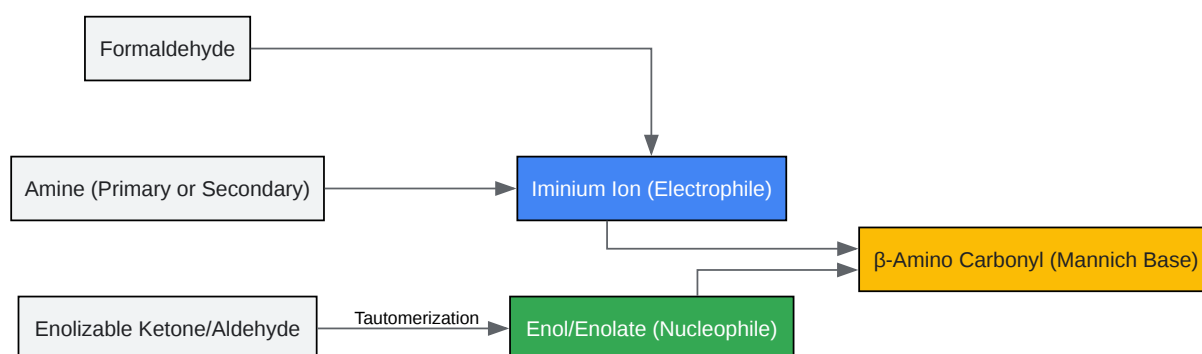 Formaldehyde
Amine (Primary or Secondary)
Iminium Ion (Electrophile)
β-Amino Carbonyl (Mannich Base)
Enolizable Ketone/Aldehyde
Tautomerization
Enol/Enolate (Nucleophile)